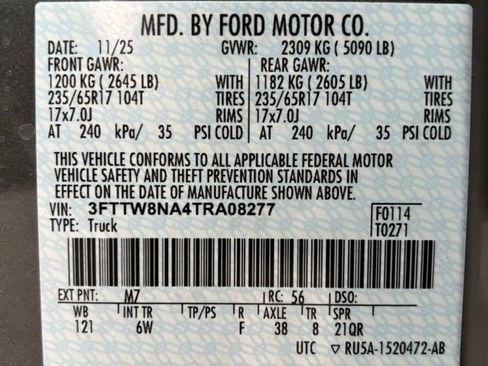 MFD. BY FORD MOTOR CO.
DATE: 11/25 GVWR: 2309 KG ( 5090 LB)
FRONT GAWR: REAR GAWR:
1200 KG ( 2645 LB) WITH 1182 KG ( 2605 LB) WITH
235/65R17 104T TIRES 235/65R17 104T TIRES
17x7.0J RIMS 17x7.0J RIMS
AT 240 kPa/ 35 PSI COLD AT 240 kPa/ 35 PSI COLD
THIS VEHICLE CONFORMS TO ALL APPLICABLE FEDERAL MOTOR
VEHICLE SAFETY AND THEFT PREVENTION STANDARDS IN
EFFECT ON THE DATE OF MANUFACTURE SHOWN ABOVE.
VIN: 3FTTW8NA4TRA08277 F0114
TYPE: Truck T0271
EXT PNT: M7 RC: 56 DSO:
WB INT TR TP/PS R AXLE TR SPR
121 6W F 38 8 21QR
UTC ▽ RU5A-1520472-AB